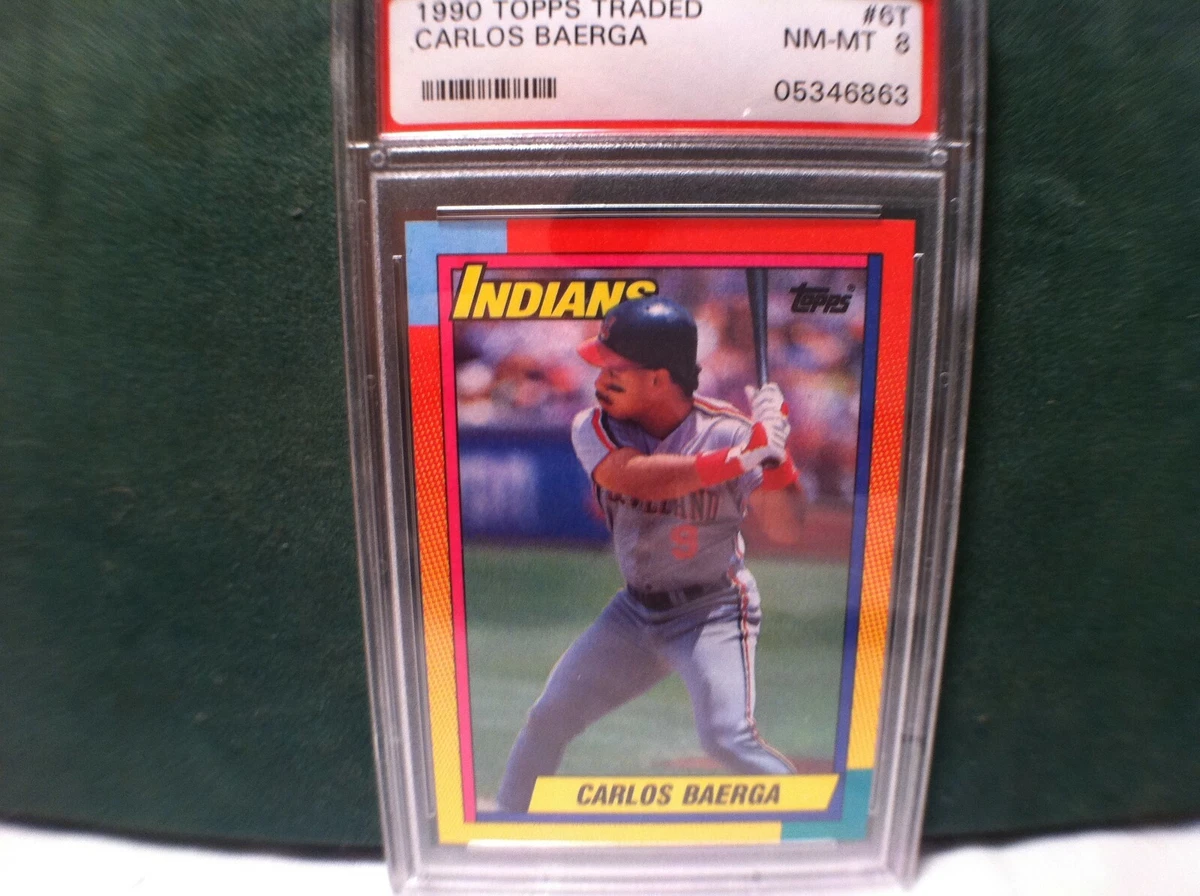 1990 TOPPS TRADED #6T
CARLOS BAERGA NM-MT 8
05346863
INDIANS
TOPPS®
CLEVELAND
9
CARLOS BAERGA